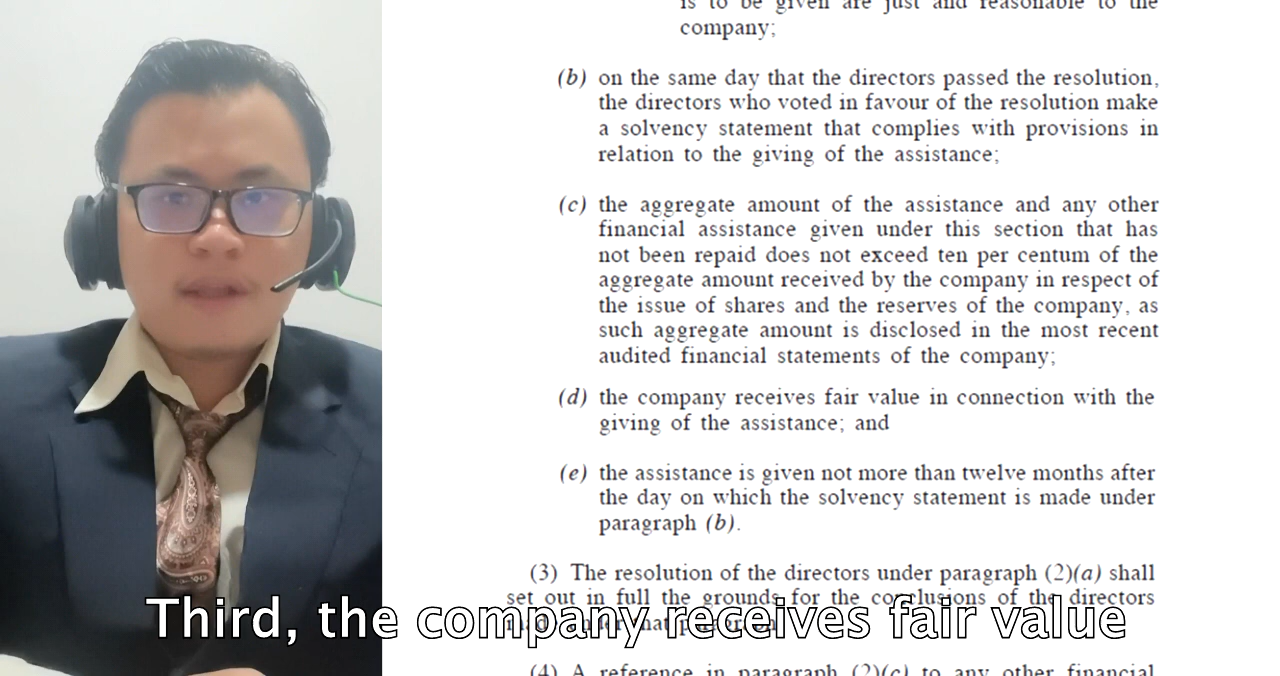 is to be given are just and reasonable to the
company;
(b) on the same day that the directors passed the resolution,
the directors who voted in favour of the resolution make
a solvency statement that complies with provisions in
relation to the giving of the assistance;
(c) the aggregate amount of the assistance and any other
financial assistance given under this section that has
not been repaid does not exceed ten per centum of the
aggregate amount received by the company in respect of
the issue of shares and the reserves of the company, as
such aggregate amount is disclosed in the most recent
audited financial statements of the company;
(d) the company receives fair value in connection with the
giving of the assistance; and
(e) the assistance is given not more than twelve months after
the day on which the solvency statement is made under
paragraph (b).
(3) The resolution of the directors under paragraph (2)(a) shall
set out in full the grounds for the conclusions of the directors
Third, the company receives fair value
(4) A reference in paragraph (2)(c) to any other financial